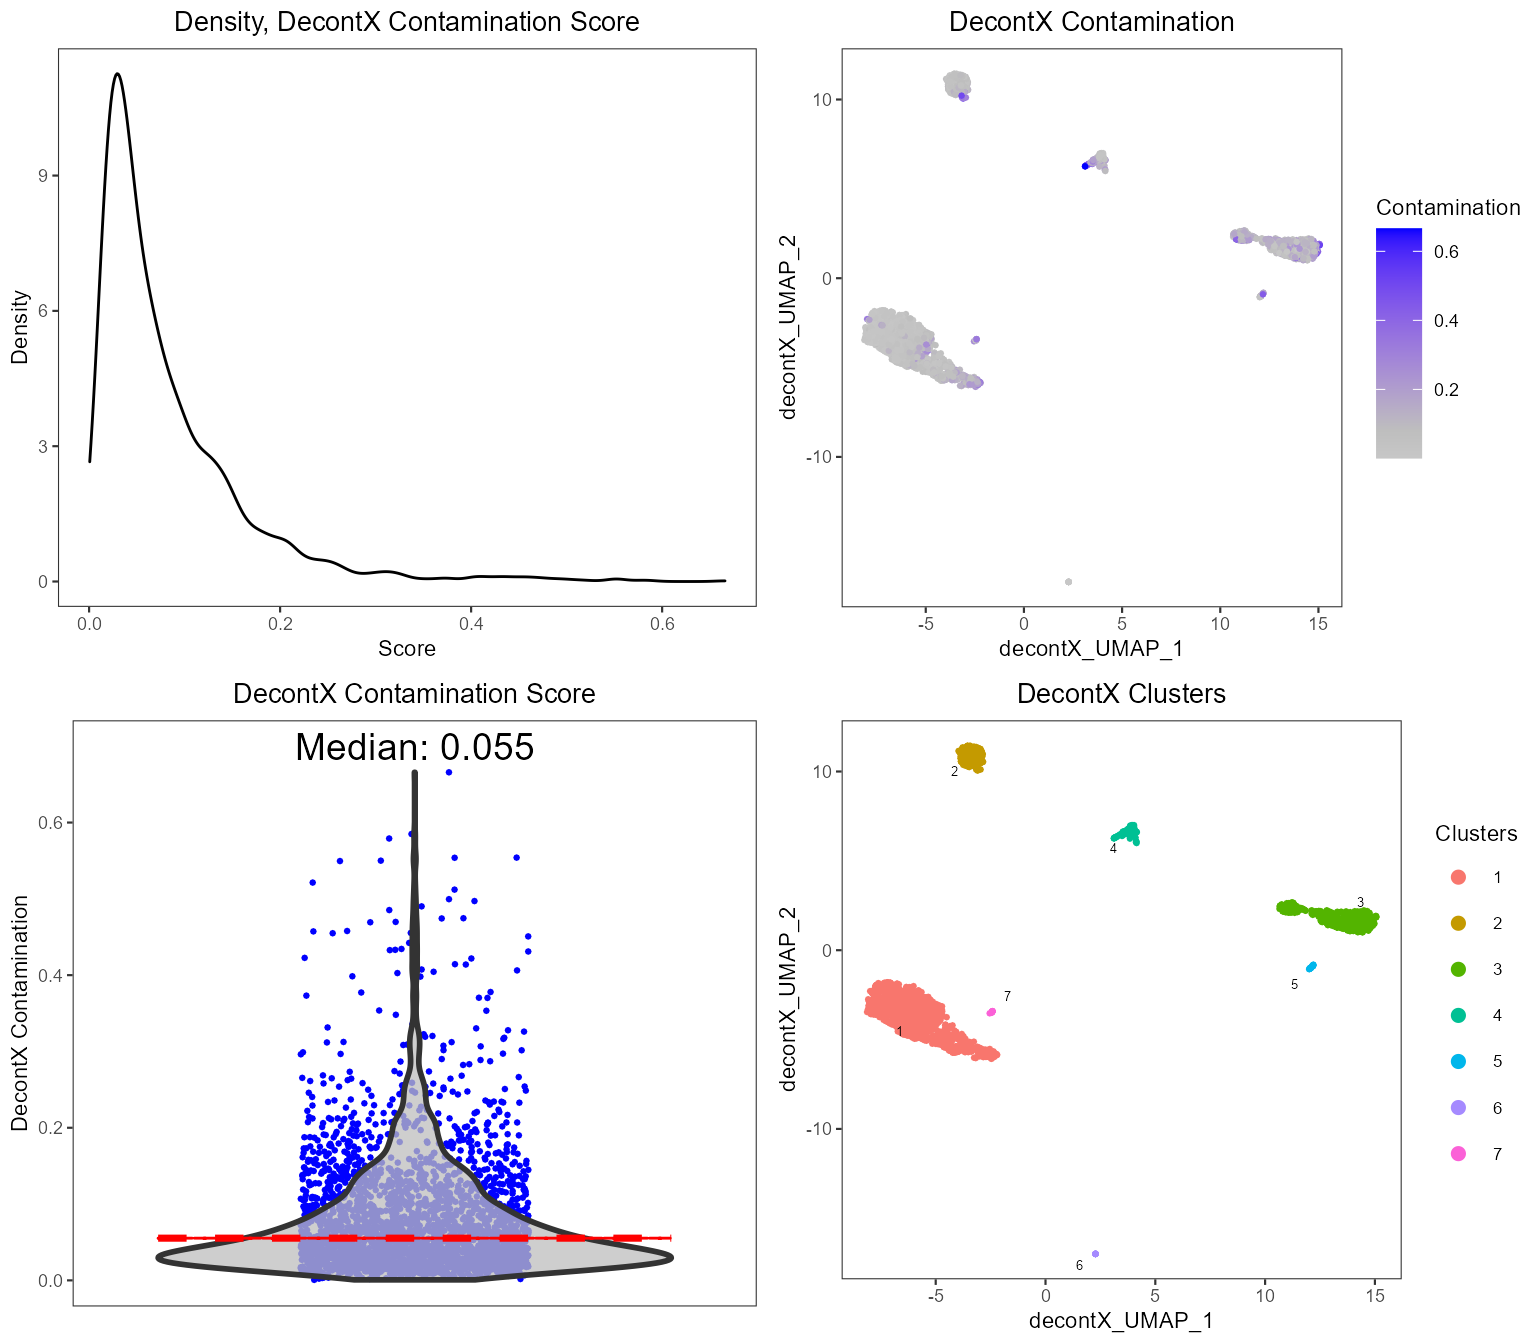 Density, DecontX Contamination Score
Density
9
6
3
0
0.0 0.2 0.4 0.6
Score
DecontX Contamination
decontX_UMAP_2
10
0
-10
-5 0 5 10 15
decontX_UMAP_1
Contamination
0.6
0.4
0.2
DecontX Contamination Score
Median: 0.055
DecontX Contamination
0.6
0.4
0.2
0.0
DecontX Clusters
decontX_UMAP_2
10
0
-10
2
4
3
5
7
1
6
-5 0 5 10 15
decontX_UMAP_1
Clusters
1
2
3
4
5
6
7